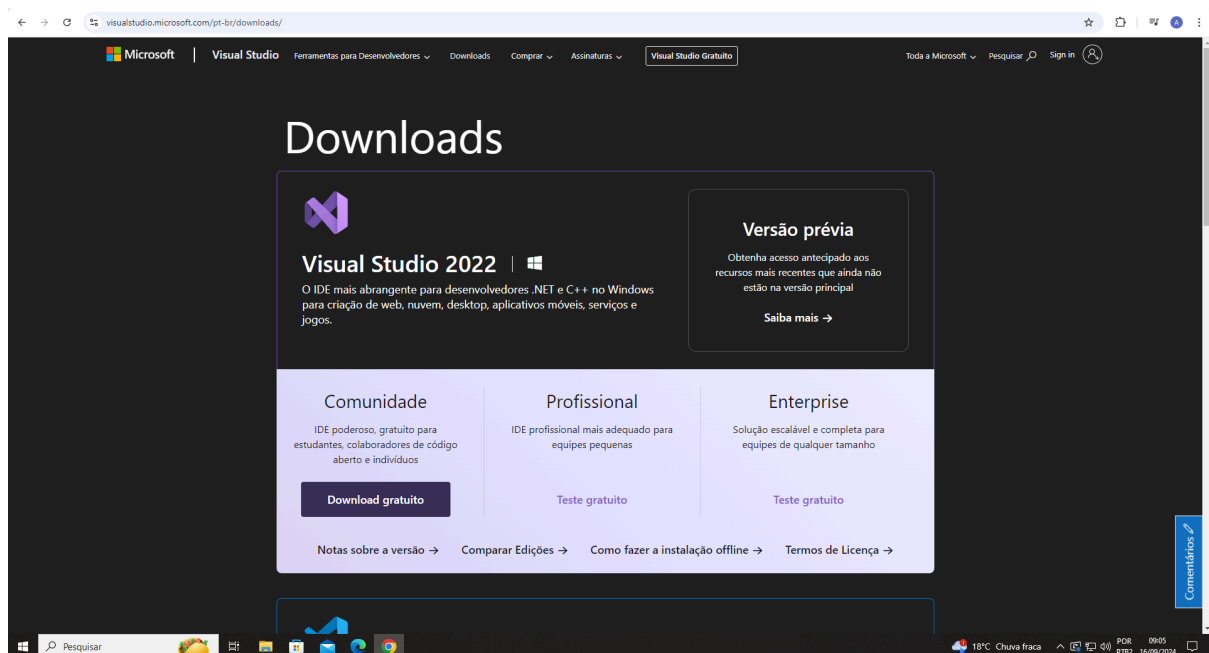 visualstudio.microsoft.com/pt-br/downloads/
A
Microsoft Visual Studio Ferramentas para Desenvolvedores Downloads Comprar Assinaturas Visual Studio Gratuito Toda a Microsoft Pesquisar Sign in
Downloads
Visual Studio 2022
O IDE mais abrangente para desenvolvedores .NET e C++ no Windows
para criação de web, nuvem, desktop, aplicativos móveis, serviços e
jogos.
Versão prévia
Obtenha acesso antecipado aos
recursos mais recentes que ainda não
estão na versão principal
Saiba mais →
Comunidade
IDE poderoso, gratuito para
estudantes, colaboradores de código
aberto e indivíduos
Download gratuito
Profissional
IDE profissional mais adequado para
equipes pequenas
Teste gratuito
Enterprise
Solução escalável e completa para
equipes de qualquer tamanho
Teste gratuito
Notas sobre a versão → Comparar Edições → Como fazer a instalação offline → Termos de Licença →
Comentários
Pesquisar
18°C Chuva fraca
POR
PTB2
09:05
16/09/2024